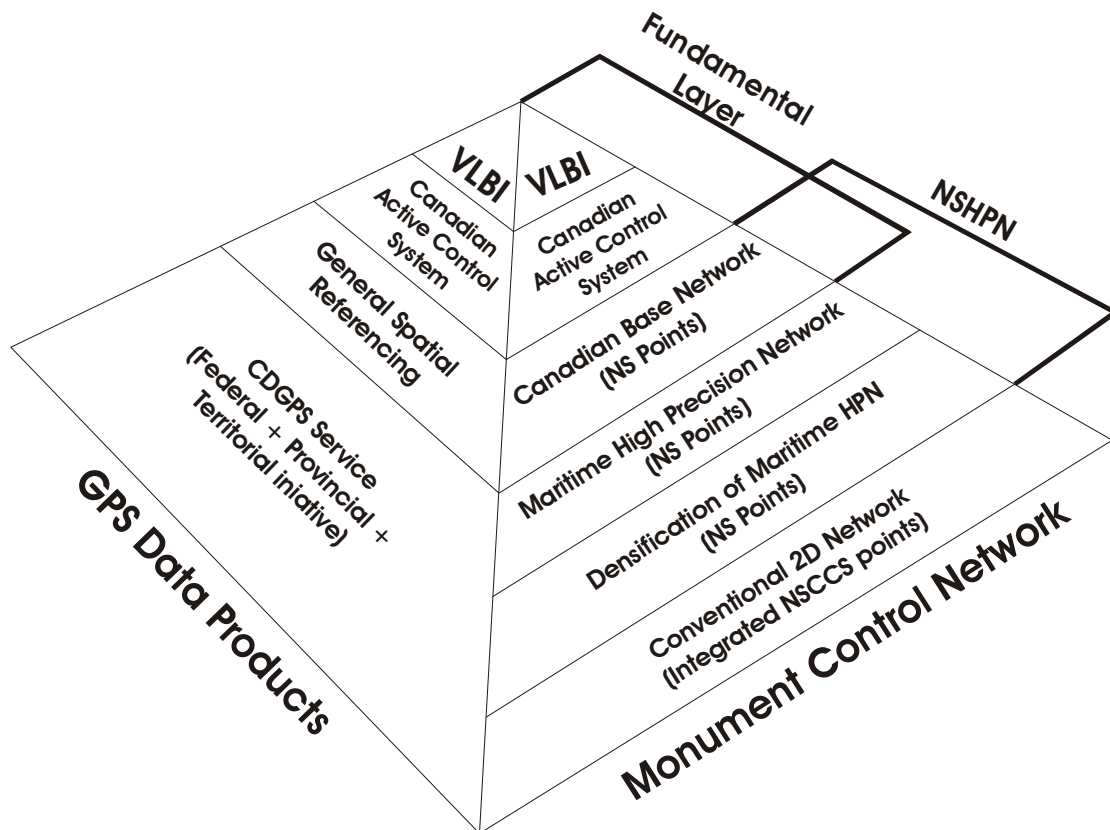 Fundamental
Layer
NSHPN
VLBI
Canadian
Active Control
System
General Spatial
Referencing
CDGPS Service
(Federal + Provincial +
Territorial iniative)
GPS Data Products
VLBI
Canadian
Active Control
System
Canadian Base Network
(NS Points)
Maritime High Precision Network
(NS Points)
Densification of Maritime HPN
(NS Points)
Conventional 2D Network
(Integrated NSCCS points)
Monument Control Network